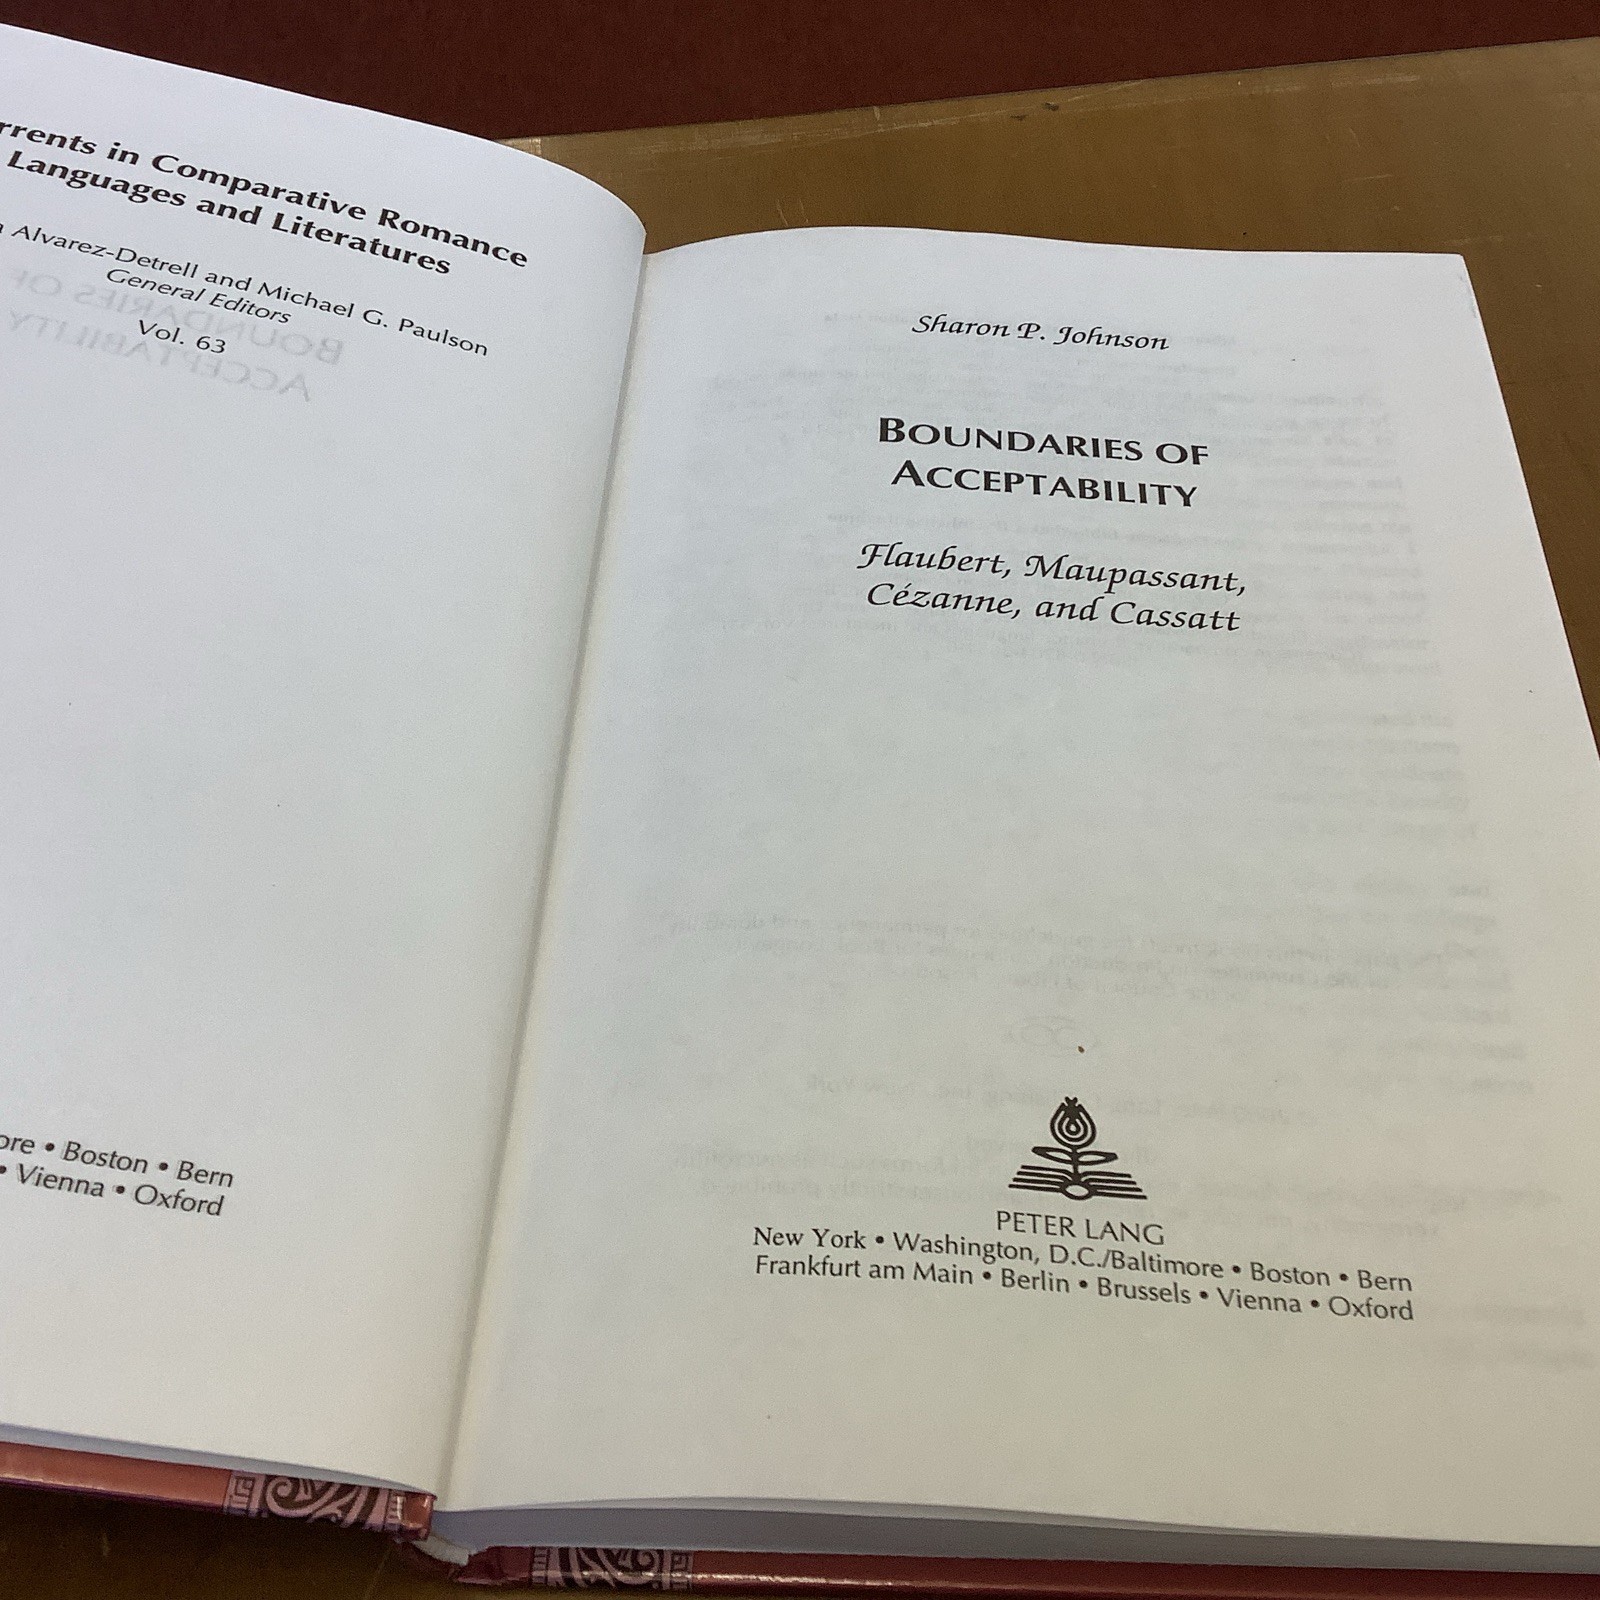 in Comparative Romance
Languages and Literatures
Alvarez-Detrell and Michael G. Paulson
General Editors
Vol. 63
• Boston • Bern
• Vienna • Oxford
Sharon P. Johnson
BOUNDARIES OF
ACCEPTABILITY
Flaubert, Maupassant,
Cézanne, and Cassatt
PETER LANG
New York • Washington, D.C./Baltimore • Boston • Bern
Frankfurt am Main • Berlin • Brussels • Vienna • Oxford